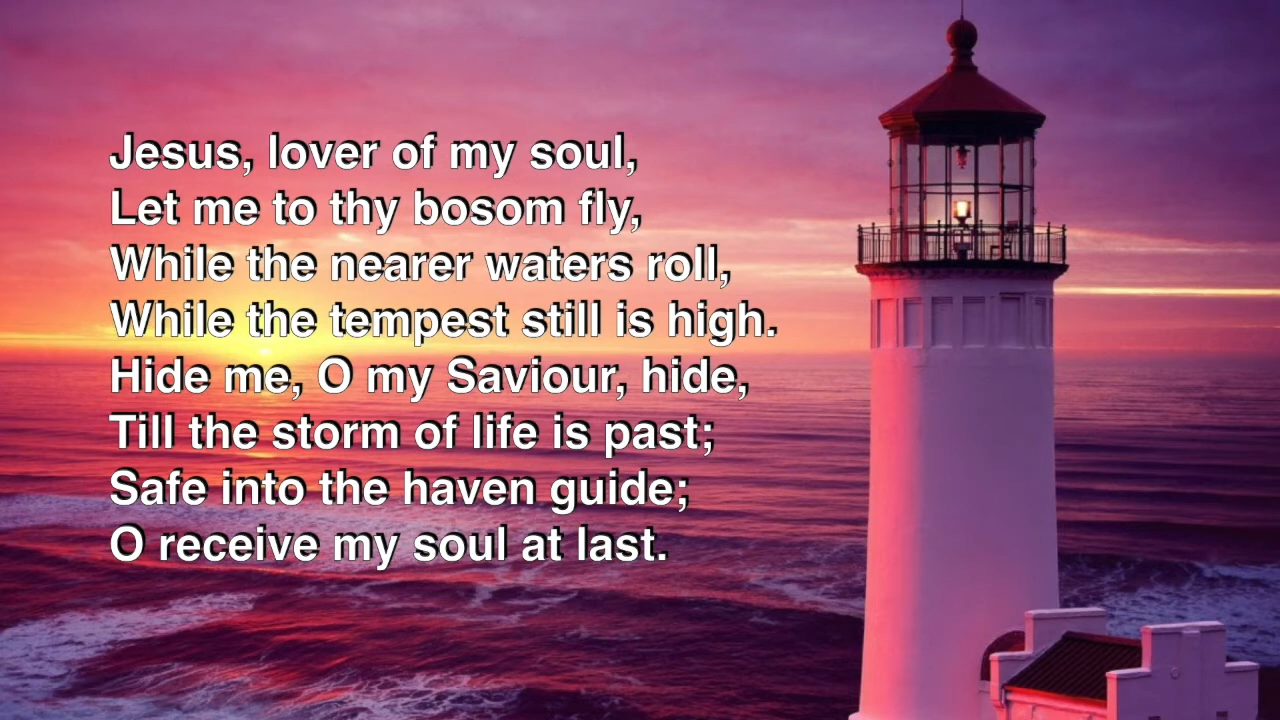 Jesus, lover of my soul,
Let me to thy bosom fly,
While the nearer waters roll,
While the tempest still is high.
Hide me, O my Saviour, hide,
Till the storm of life is past;
Safe into the haven guide;
O receive my soul at last.